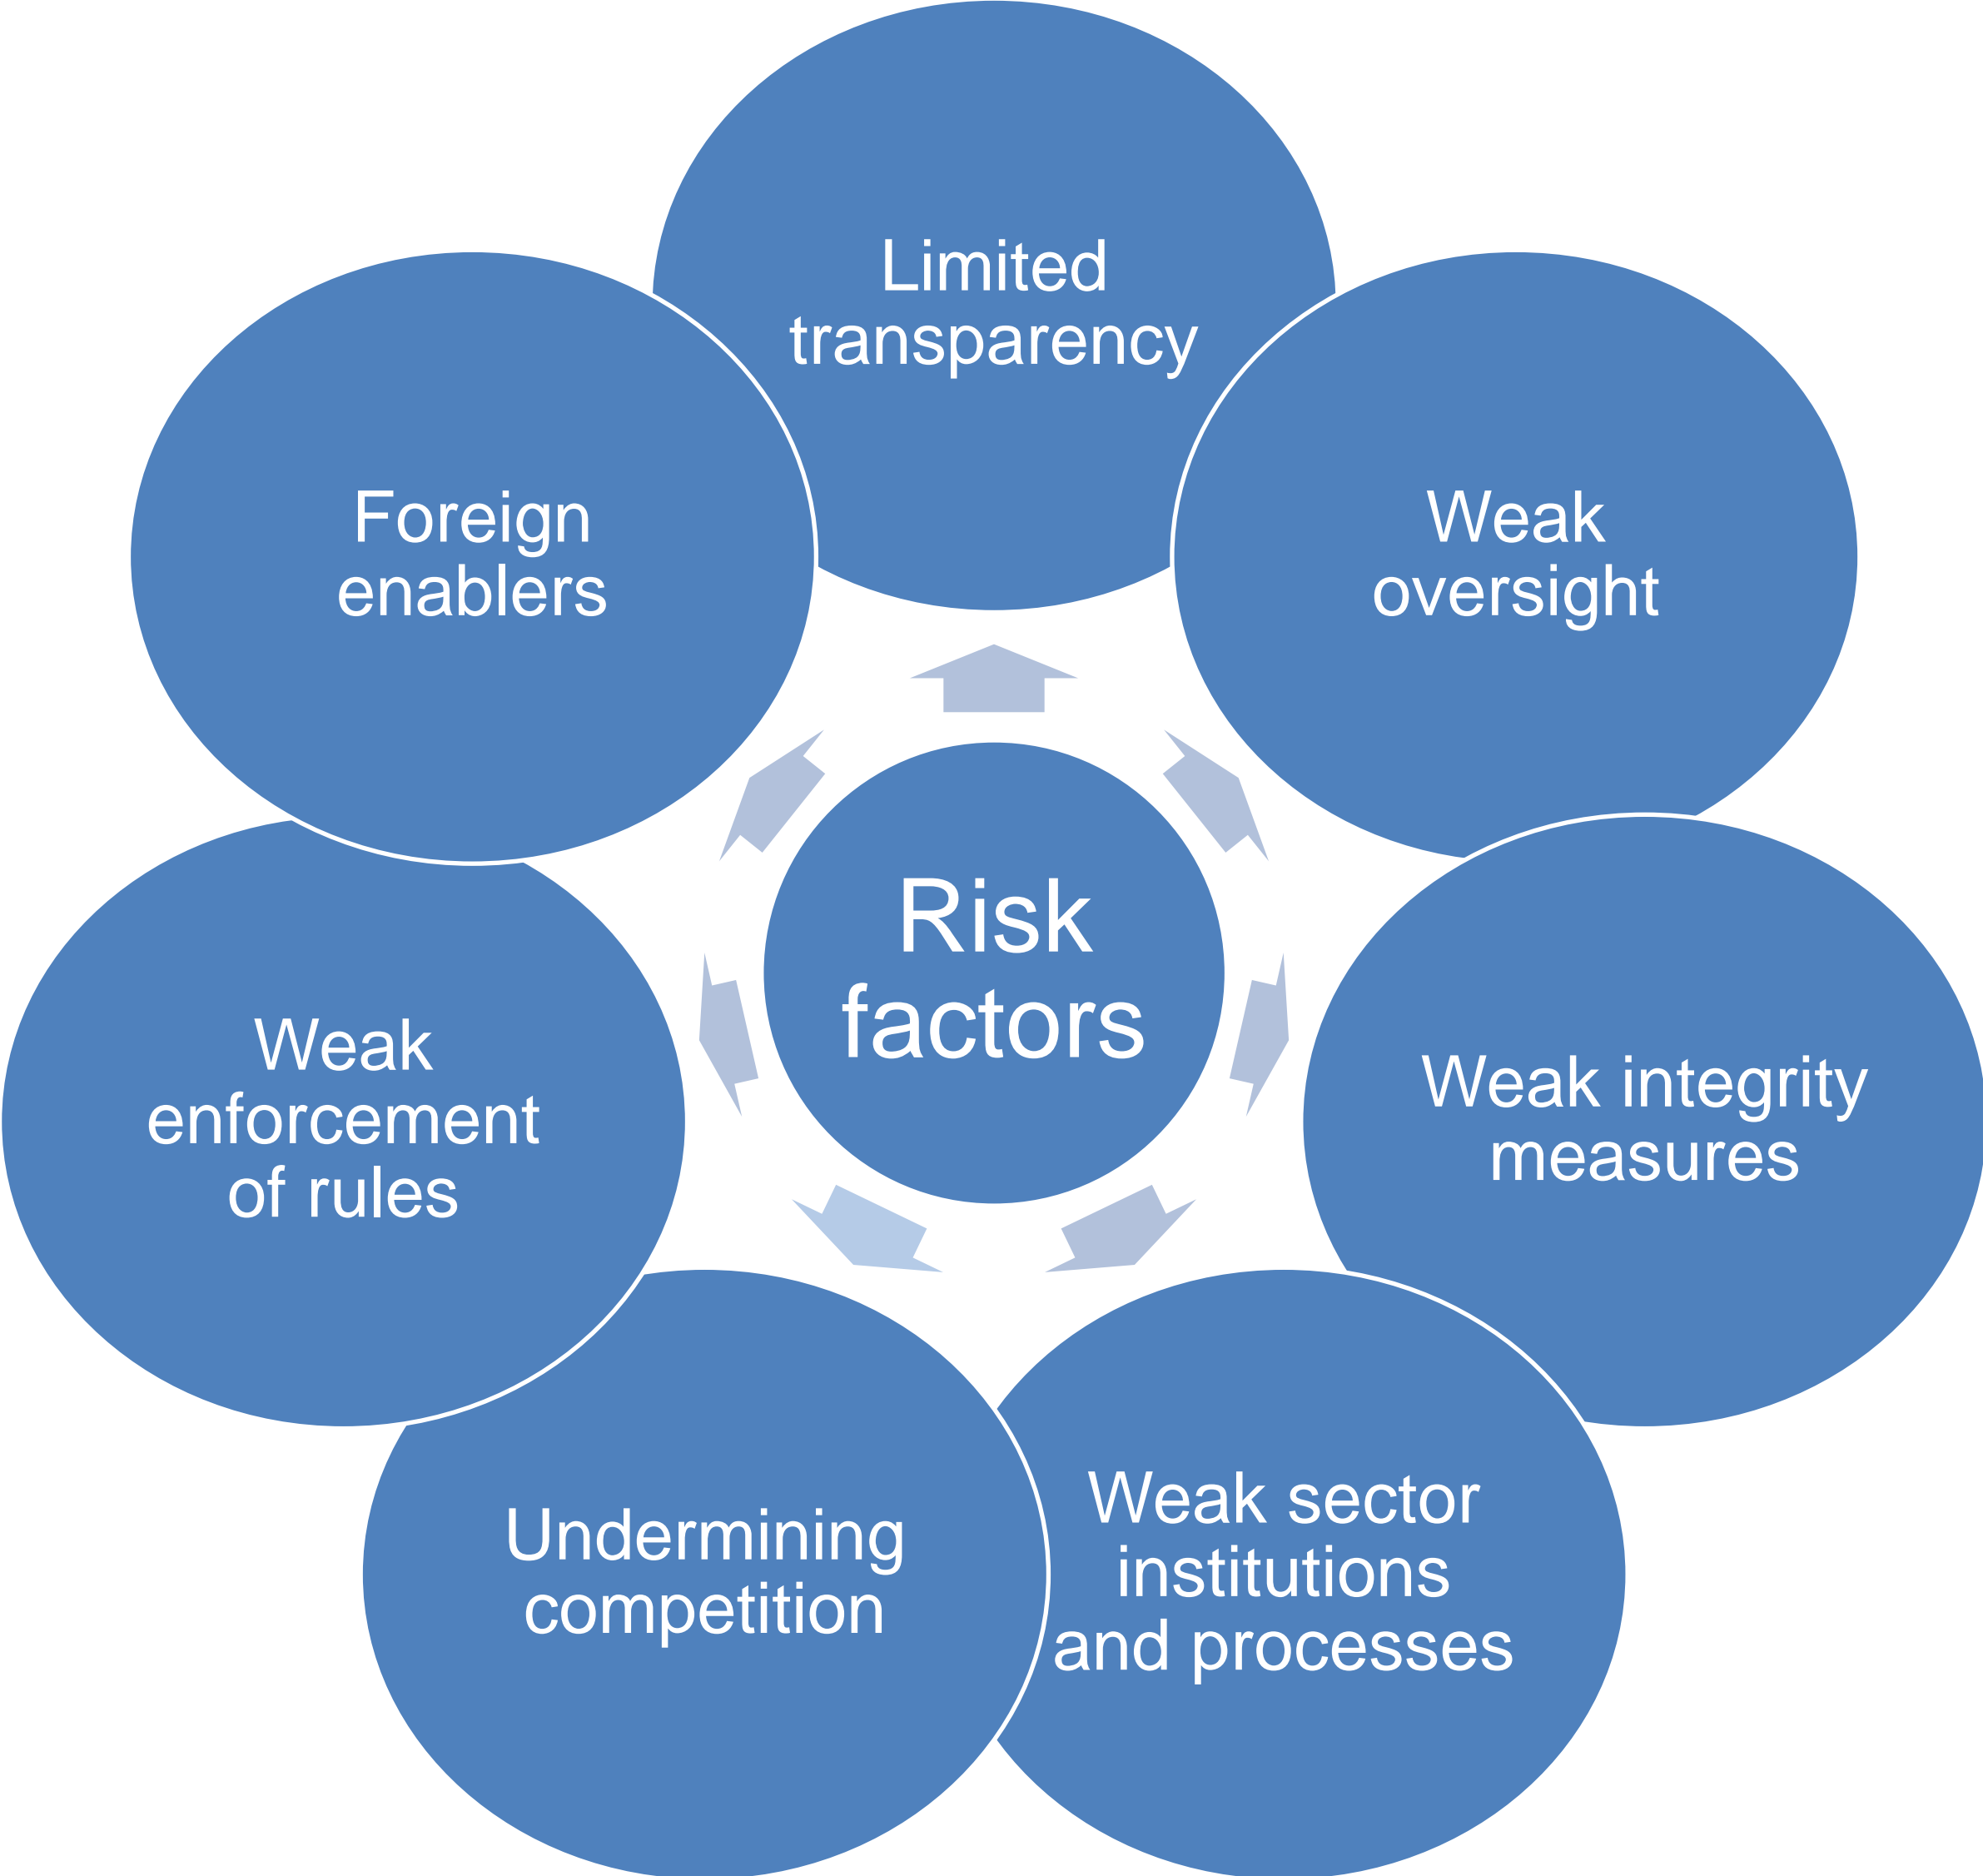 Limited
transparency
Weak
oversight
Weak integrity
measures
Weak sector
institutions
and processes
Undermining
competition
Weak
enforcement
of rules
Foreign
enablers
Risk
factors